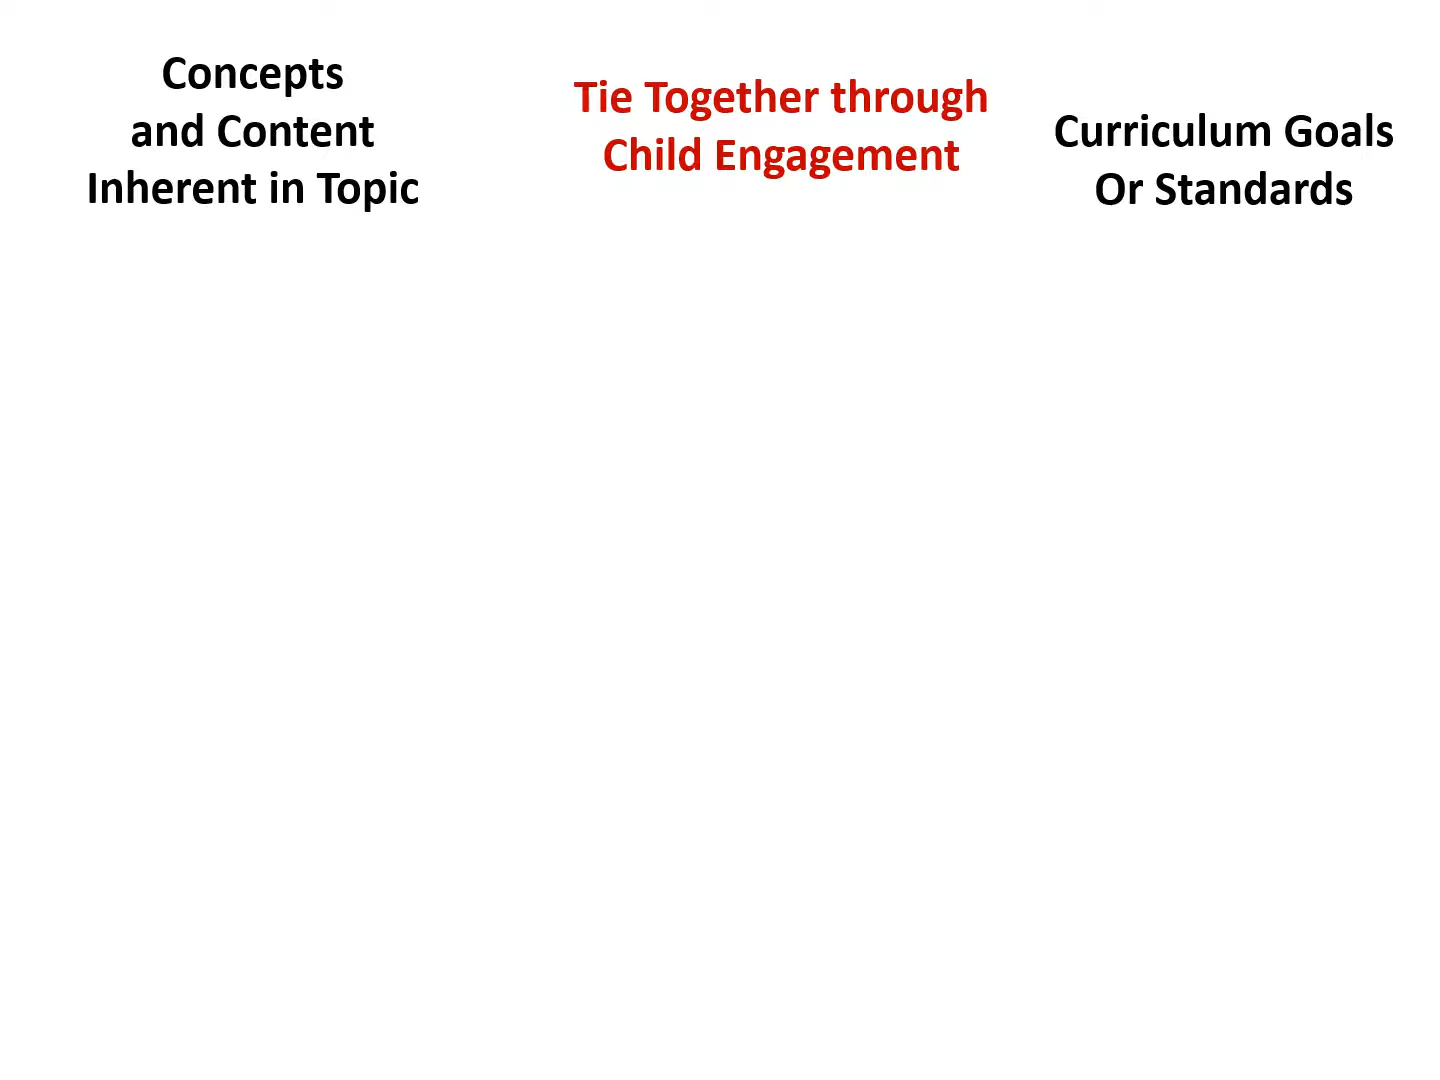 Concepts
and Content
Inherent in Topic
Tie Together through
Child Engagement
Curriculum Goals
Or Standards